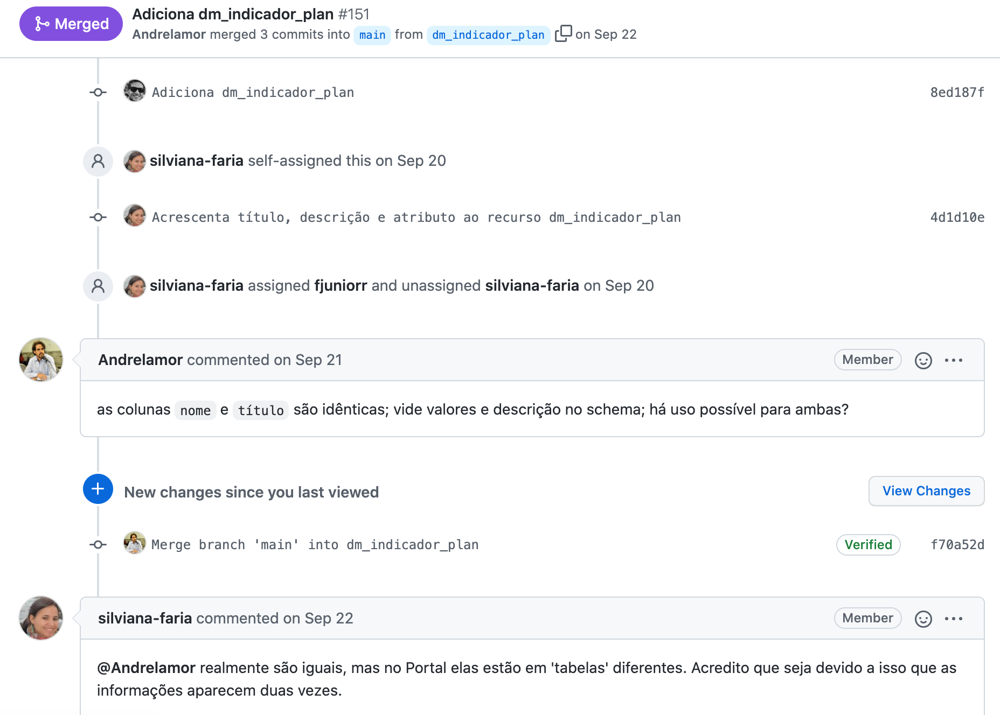 Merged
Adiciona dm_indicador_plan #151
Andrelamor merged 3 commits into main from dm_indicador_plan on Sep 22
Adiciona dm_indicador_plan 8ed187f
silviana-faria self-assigned this on Sep 20
Acrescenta título, descrição e atributo ao recurso dm_indicador_plan 4d1d10e
silviana-faria assigned fjuniorr and unassigned silviana-faria on Sep 20
Andrelamor commented on Sep 21 Member
as colunas nome e título são idênticas; vide valores e descrição no schema; há uso possível para ambas?
New changes since you last viewed View Changes
Merge branch 'main' into dm_indicador_plan Verified f70a52d
silviana-faria commented on Sep 22 Member
@Andrelamor realmente são iguais, mas no Portal elas estão em 'tabelas' diferentes. Acredito que seja devido a isso que as
informações aparecem duas vezes.